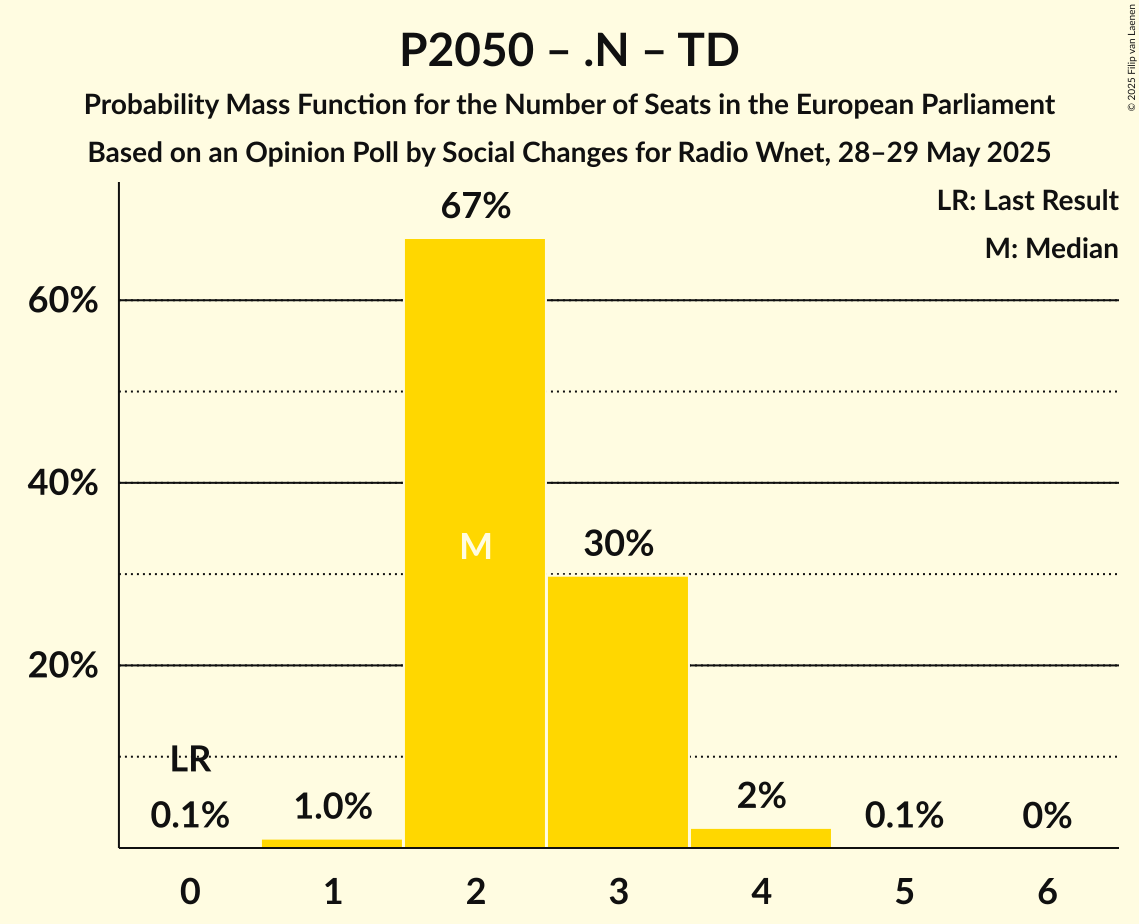 P2050 – .N – TD
Probability Mass Function for the Number of Seats in the European Parliament
Based on an Opinion Poll by Social Changes for Radio Wnet, 28–29 May 2025
© 2025 Filip van Laenen
LR: Last Result
M: Median
67%
60%
40%
M
30%
20%
LR
0.1%
1.0%
2%
0.1%
0%
0 1 2 3 4 5 6